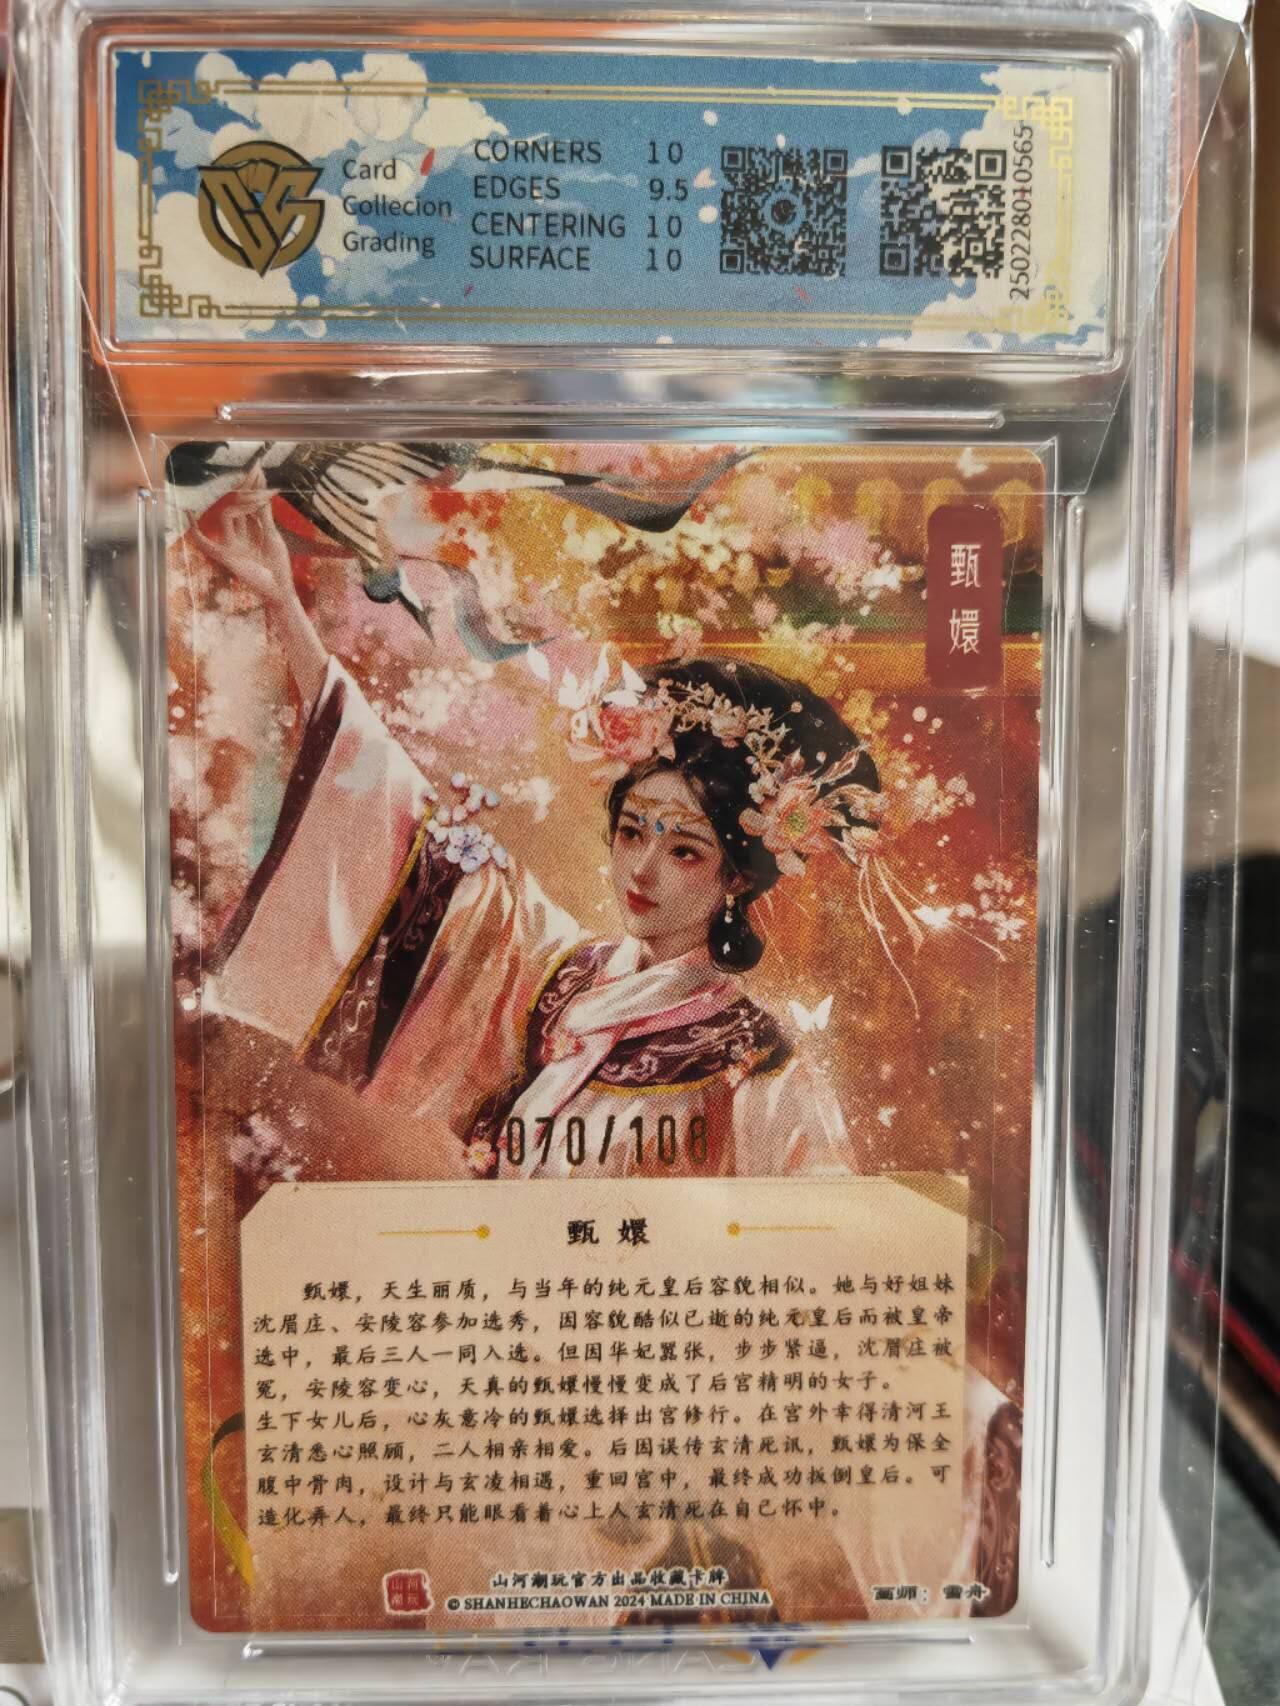 Card
Collecion
Grading
CORNERS 10
EDGES 9.5
CENTERING 10
SURFACE 10
2502228010565
甄嬛
070/108
甄嬛
甄嬛，天生丽质，与当年的纯元皇后容貌相似。她与好姐妹
沈眉庄、安陵容参加选秀，因容貌酷似已逝的纯元皇后而被皇帝
选中，最后三人一同入选。但因华妃嚣张，步步紧逼，沈眉庄被
冤，安陵容变心，天真的甄嬛慢慢变成了后宫精明的女子。
生下女儿后，心灰意冷的甄嬛选择出宫修行。在宫外幸得清河王
玄清悉心照顾，二人相亲相爱。后因误传玄清死讯，甄嬛为保全
腹中骨肉，设计与玄凌相遇，重回宫中，最终成功扳倒皇后。可
造化弄人，最终只能眼看着心上人玄清死在自己怀中。
山河潮玩
山河潮玩官方出品收藏卡牌
© SHANHECHAOWAN 2024 MADE IN CHINA
画师：雪舟